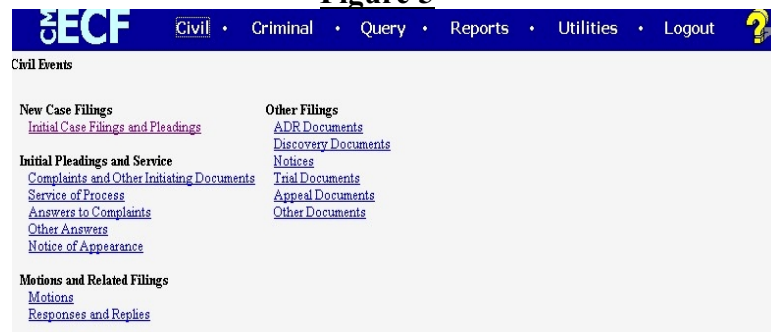 Figure 5
CM ECF Civil • Criminal • Query • Reports • Utilities • Logout ?
Civil Events
New Case Filings
Initial Case Filings and Pleadings
Initial Pleadings and Service
Complaints and Other Initiating Documents
Service of Process
Answers to Complaints
Other Answers
Notice of Appearance
Motions and Related Filings
Motions
Responses and Replies
Other Filings
ADR Documents
Discovery Documents
Notices
Trial Documents
Appeal Documents
Other Documents